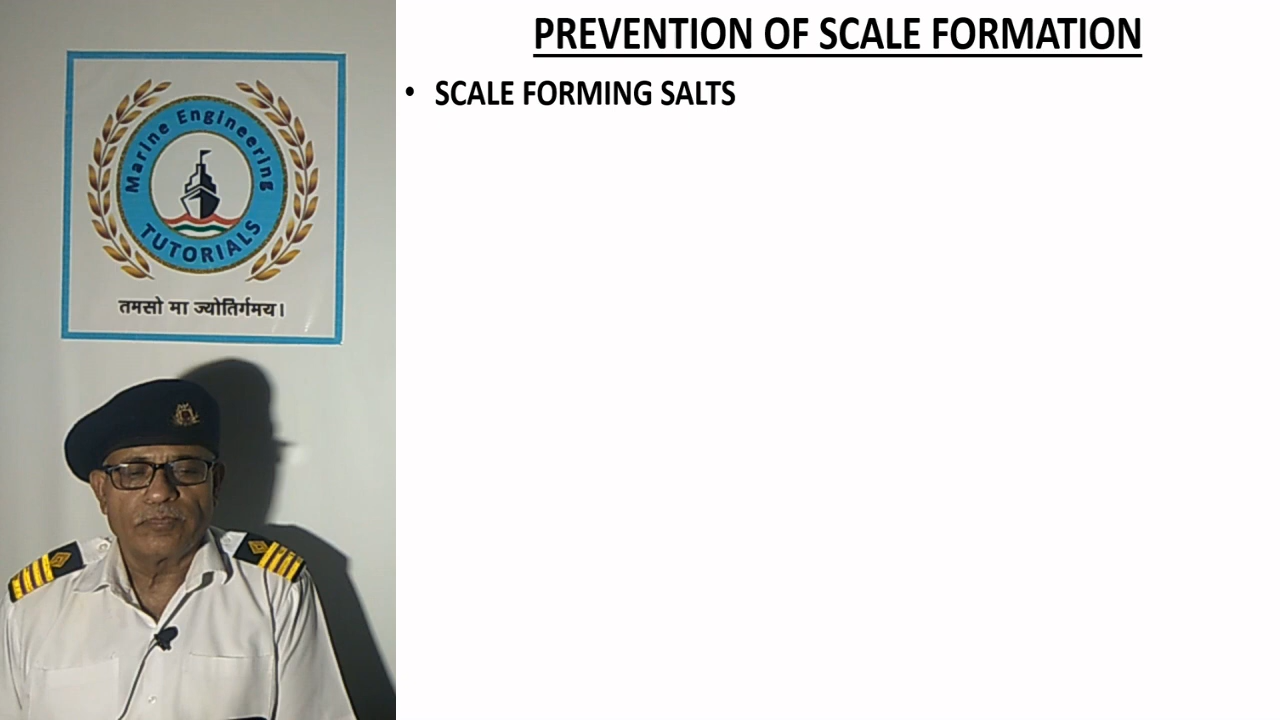 PREVENTION OF SCALE FORMATION
• SCALE FORMING SALTS
Marine Engineering
TUTORIALS
तमसो मा ज्योतिर्गमय।